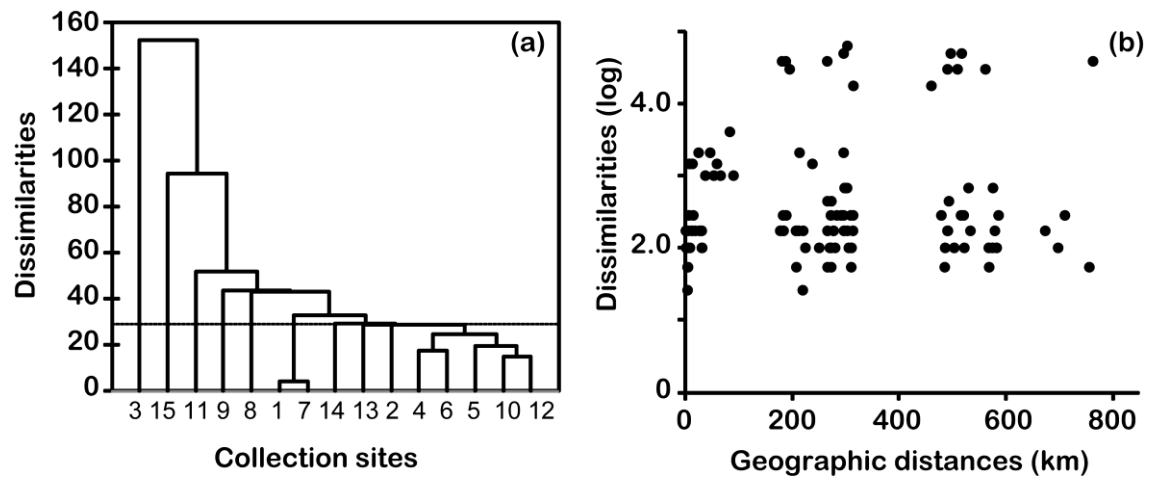 (a)
Dissimilarities
160
140
120
100
80
60
40
20
0
3 15 11 9 8 1 7 14 13 2 4 6 5 10 12
Collection sites
(b)
Dissimilarities (log)
4.0
2.0
0
0 200 400 600 800
Geographic distances (km)